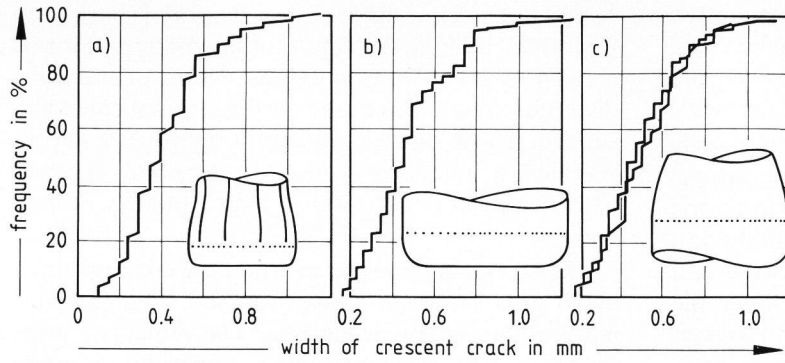 frequency in %
100
80
60
40
20
0
a)
b)
c)
0 0.4 0.8 0.2 0.6 1.0 0.2 0.6 1.0
width of crescent crack in mm